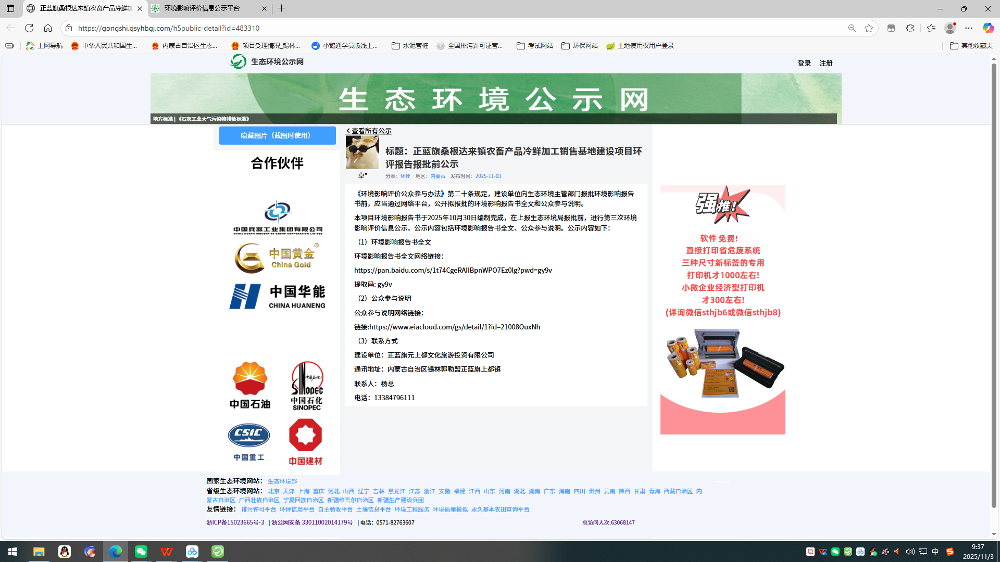 正蓝旗桑根达来镇农畜产品冷鲜加
环境影响评价信息公示平台
https://gongshi.qsyhbgj.com/h5public-detail?id=483310
上网导航 中华人民共和国生... 内蒙古自治区生态... 项目受理情况_锡林... 小鹅通学员版线上... 水泥管桩 全国排污许可证管... 考试网站 环保网站 土地使用权用户登录 其他收藏夹
生态环境公示网
登录 注册
生态环境公示网
地方标准 | 《石灰工业大气污染物排放标准》
隐藏图片（截图时使用）
合作伙伴
中国兵器工业集团有限公司
CHINA NORTH INDUSTRIES GROUP CORPORATION LIMITED
中国黄金
China Gold
中国华能
CHINA HUANENG
中国石油
中国石化
SINOPEC
中国石化
SINOPEC
CSIC
中国重工
中国建材
查看所有公示
卓*
标题：正蓝旗桑根达来镇农畜产品冷鲜加工销售基地建设项目环
评报告报批前公示
分类：环评 地区：内蒙古 发布时间：2025-11-03
《环境影响评价公众参与办法》第二十条规定，建设单位向生态环境主管部门报批环境影响报告
书前，应当通过网络平台，公开拟报批的环境影响报告书全文和公众参与说明。
本项目环境影响报告书于2025年10月30日编制完成，在上报生态环境局报批前，进行第三次环境
影响评价信息公示，公示内容包括环境影响报告书全文、公众参与说明。公示内容如下：
（1）环境影响报告书全文
环境影响报告书全文网络链接：
https://pan.baidu.com/s/1t74CgeRAIIBpnWPO7Ez0lg?pwd=gy9v
提取码: gy9v
（2）公众参与说明
公众参与说明网络链接：
链接:https://www.eiacloud.com/gs/detail/1?id=21008OuxNh
（3）联系方式
建设单位：正蓝旗元上都文化旅游投资有限公司
通讯地址：内蒙古自治区锡林郭勒盟正蓝旗上都镇
联系人：杨总
电话：13384796111
强推！
软件 免费!
直接打印省危废系统
三种尺寸新标签的专用
打印机才1000左右!
小微企业经济型打印机
才300左右!
(详询微信sthjb6或微信sthjb8)
国家生态环境网站： 生态环境部
省级生态环境网站： 北京 天津 上海 重庆 河北 山西 辽宁 吉林 黑龙江 江苏 浙江 安徽 福建 江西 山东 河南 湖北 湖南 广东 海南 四川 贵州 云南 陕西 甘肃 青海 西藏自治区 内
蒙古自治区 广西壮族自治区 宁夏回族自治区 新疆维吾尔自治区 新疆生产建设兵团
友情链接： 排污许可平台 环评信用平台 自主验收平台 土壤信息平台 环境工程服务 环境质量模拟 永久基本农田查询平台
浙ICP备15023665号-3 | 浙公网安备 33011002014179号 | 电话：0571-82763607
总访问人次:63068147
中
9:37
2025/11/3